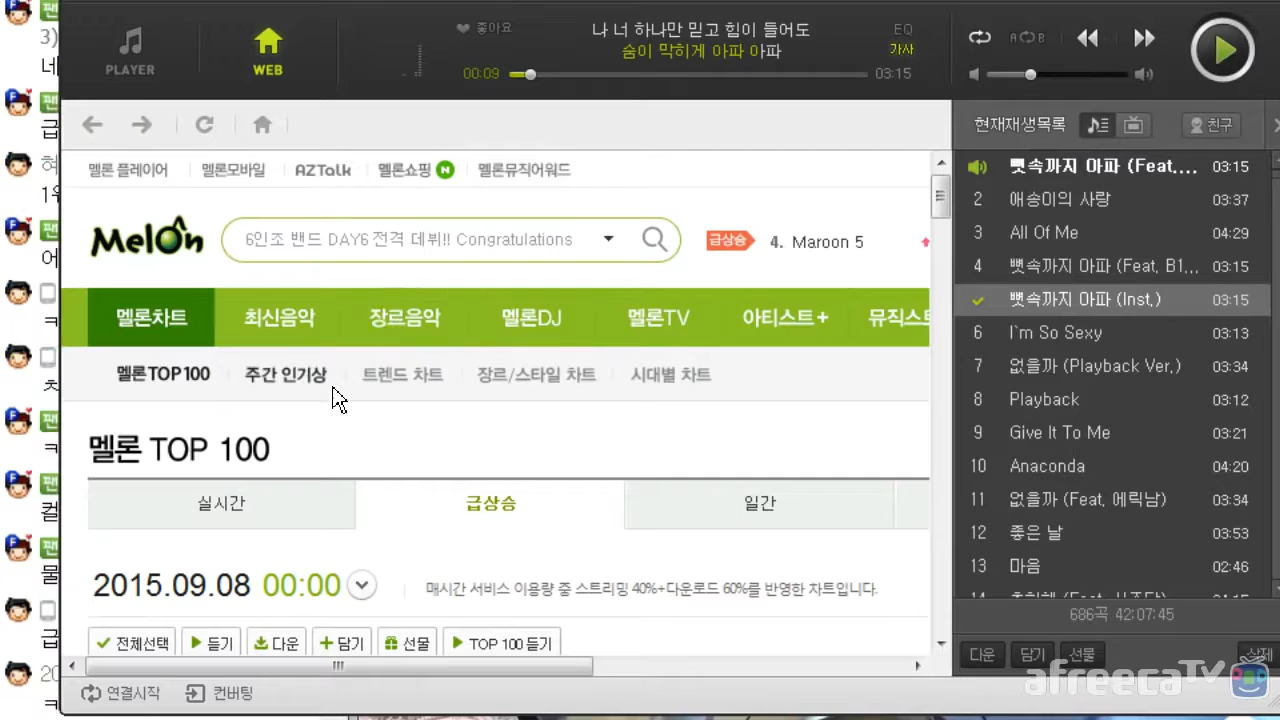 PLAYER
WEB
좋아요
나 너 하나만 믿고 힘이 들어도
숨이 막히게 아파 아파
00:09
03:15
EQ
가사
A B
현재재생목록
친구
멜론 플레이어
멜론모바일
AZTalk
멜론쇼핑 N
멜론뮤직어워드
Melon
6인조 밴드 DAY6 전격 데뷔!! Congratulations
급상승
4. Maroon 5
멜론차트
최신음악
장르음악
멜론DJ
멜론TV
아티스트+
뮤직스토
멜론TOP100
주간 인기상
트렌드 차트
장르/스타일 차트
시대별 차트
멜론 TOP 100
실시간
급상승
일간
2015.09.08 00:00
매시간 서비스 이용량 중 스트리밍 40%+다운로드 60%를 반영한 차트입니다.
전체선택
듣기
다운
담기
선물
TOP 100 듣기
연결시작
컨버팅
뼛속까지 아파 (Feat.... 03:15
2 애송이의 사랑 03:37
3 All Of Me 04:29
4 뼛속까지 아파 (Feat. B1... 03:15
뼛속까지 아파 (Inst.) 03:15
6 I`m So Sexy 03:13
7 없을까 (Playback Ver.) 03:34
8 Playback 03:12
9 Give It To Me 03:21
10 Anaconda 04:20
11 없을까 (Feat. 에릭남) 03:34
12 좋은 날 03:53
13 마음 02:46
14
686곡 42:07:45
다운
담기
선물
삭제
afreecaTV